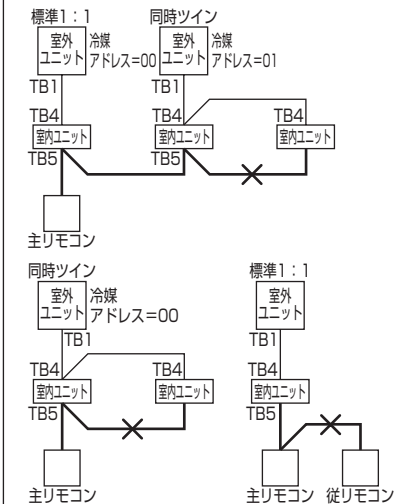 標準1：1
同時ツイン
室外
ユニット
冷媒
アドレス=00
室外
ユニット
冷媒
アドレス=01
TB1
TB1
TB4
TB4
TB4
室内ユニット
室内ユニット
室内ユニット
TB5
TB5
主リモコン
同時ツイン
標準1：1
室外
ユニット
冷媒
アドレス=00
室外
ユニット
TB1
TB1
TB4
TB4
TB4
室内ユニット
室内ユニット
室内ユニット
TB5
TB5
主リモコン
主リモコン
従リモコン